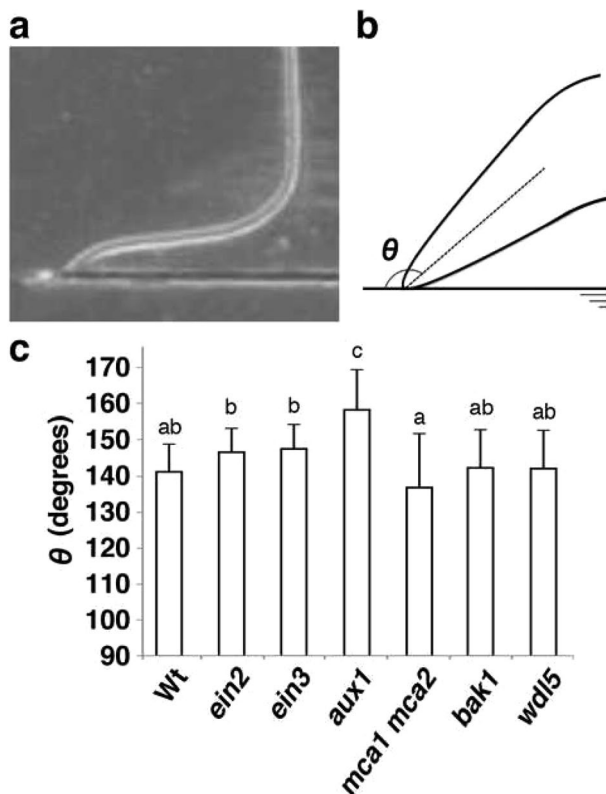 a
b
θ
c
θ (degrees)
170
160
150
140
130
120
110
100
90
ab
b
b
c
a
ab
ab
Wt
ein2
ein3
aux1
mca1 mca2
bak1
wdl5